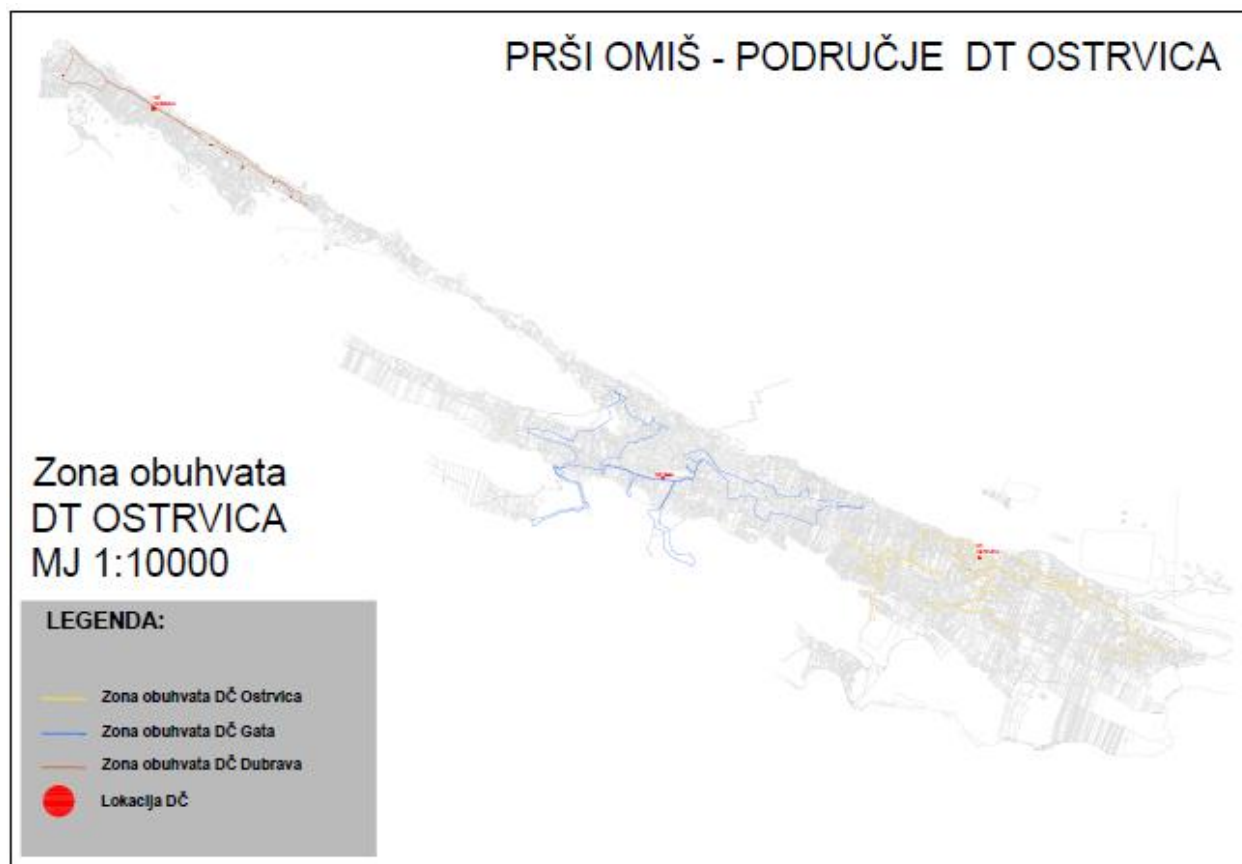 PRŠI OMIŠ - PODRUČJE DT OSTRVICA
Zona obuhvata
DT OSTRVICA
MJ 1:10000
LEGENDA:
Zona obuhvata DČ Ostrvica
Zona obuhvata DČ Gata
Zona obuhvata DČ Dubrava
Lokacija DČ